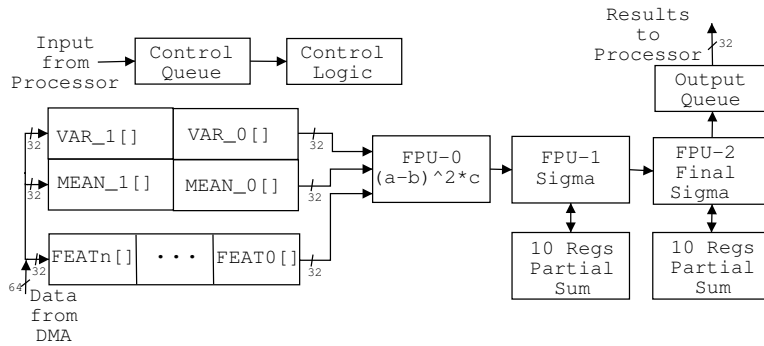 Input
from
Processor
Control
Queue
Control
Logic
Results
to
Processor
32
Output
Queue
32
VAR_1[]
VAR_0[]
32
32
MEAN_1[]
MEAN_0[]
32
32
FEATn[]
...
FEAT0[]
32
64
Data
from
DMA
FPU-0
(a-b)^2*c
FPU-1
Sigma
FPU-2
Final
Sigma
10 Regs
Partial
Sum
10 Regs
Partial
Sum